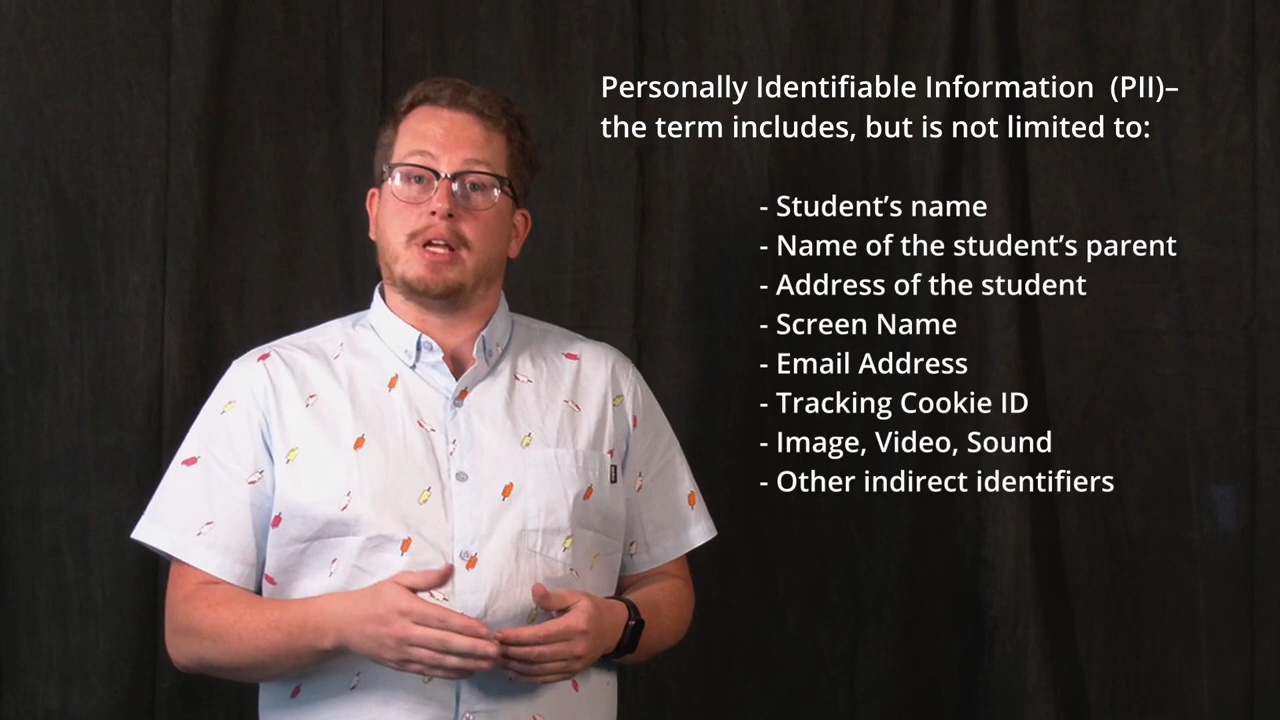 Personally Identifiable Information (PII)–
the term includes, but is not limited to:
- Student’s name
- Name of the student’s parent
- Address of the student
- Screen Name
- Email Address
- Tracking Cookie ID
- Image, Video, Sound
- Other indirect identifiers